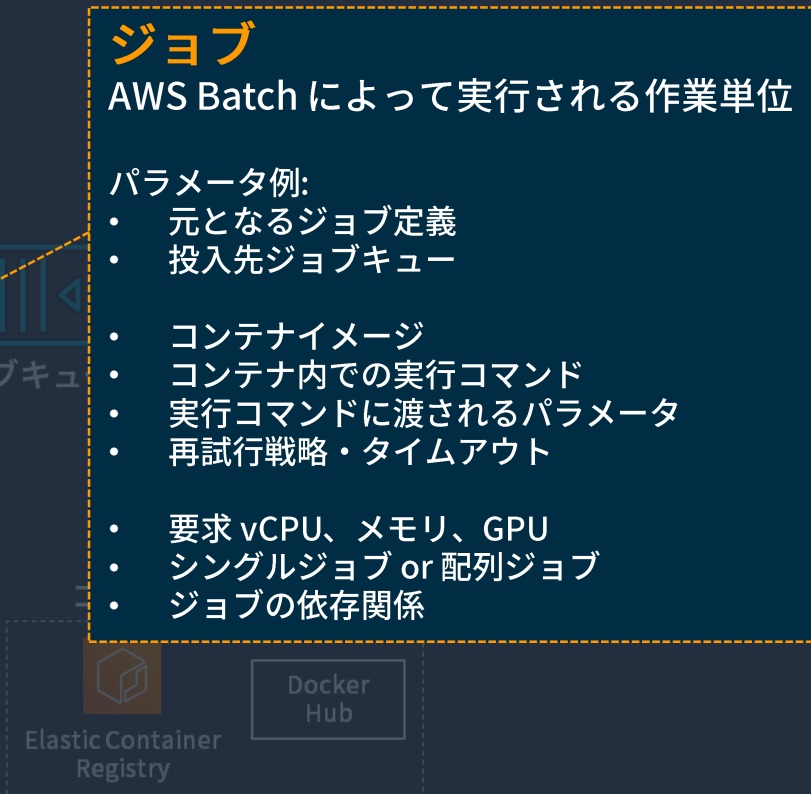 ジョブ
AWS Batch によって実行される作業単位
パラメータ例:
• 元となるジョブ定義
• 投入先ジョブキュー
• コンテナイメージ
• コンテナ内での実行コマンド
• 実行コマンドに渡されるパラメータ
• 再試行戦略・タイムアウト
• 要求 vCPU、メモリ、GPU
• シングルジョブ or 配列ジョブ
• ジョブの依存関係
ブキュ
Elastic Container
Registry
Docker
Hub